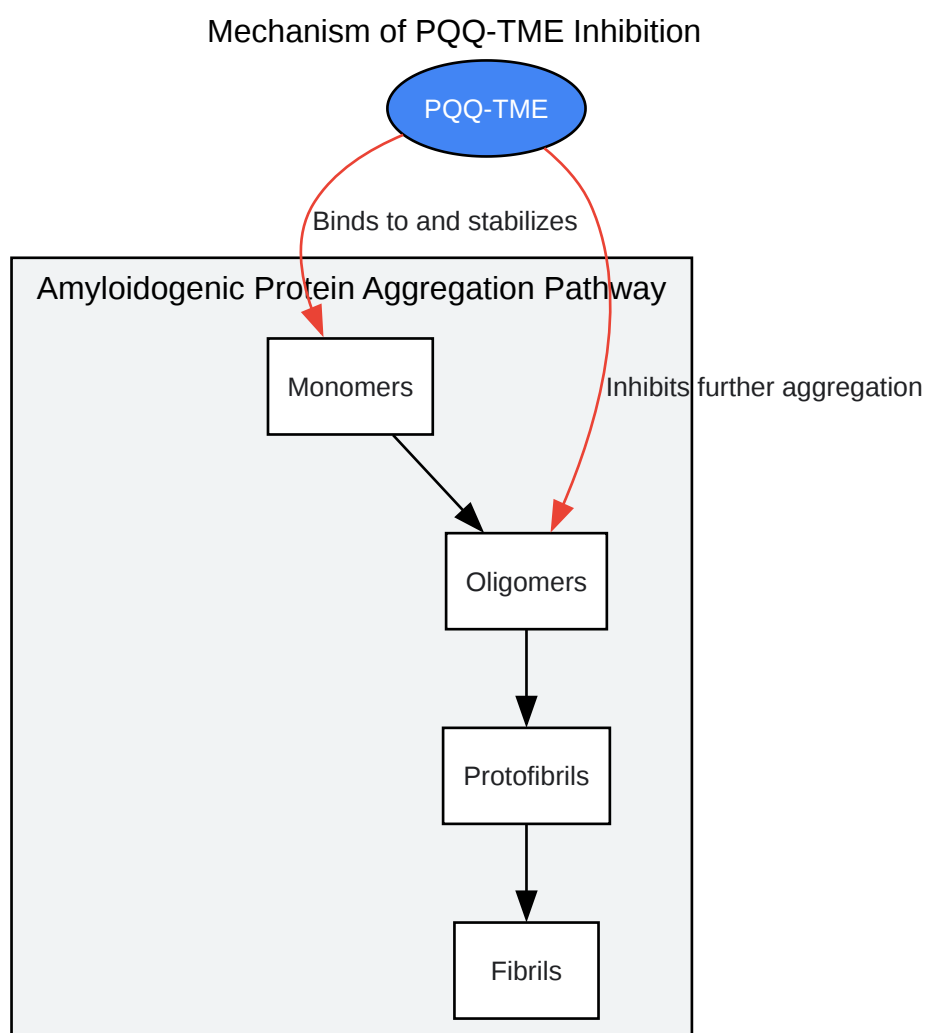 Mechanism of PQQ-TME Inhibition
PQQ-TME
Binds to and stabilizes
Amyloidogenic Protein Aggregation Pathway
Monomers
Inhibits further aggregation
Oligomers
Protofibrils
Fibrils